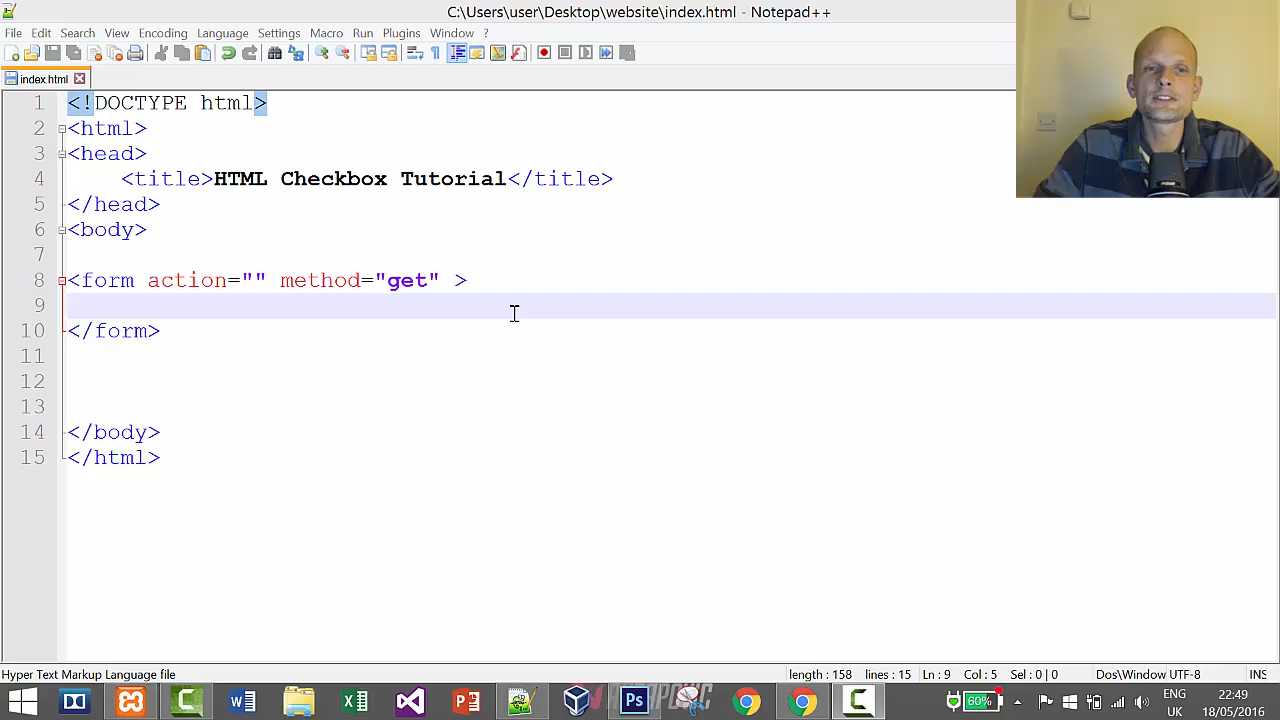 C:\Users\user\Desktop\website\index.html - Notepad++
File Edit Search View Encoding Language Settings Macro Run Plugins Window ?
index.html
1 <!DOCTYPE html>
2 <html>
3 <head>
4 <title>HTML Checkbox Tutorial</title>
5 </head>
6 <body>
7
8 <form action="" method="get" >
9
10 </form>
11
12
13
14 </body>
15 </html>
Hyper Text Markup Language file length : 158 lines : 15 Ln : 9 Col : 5 Sel : 0 | 0 Dos\Windows UTF-8 INS
60% ENG 22:49
UK 18/05/2016